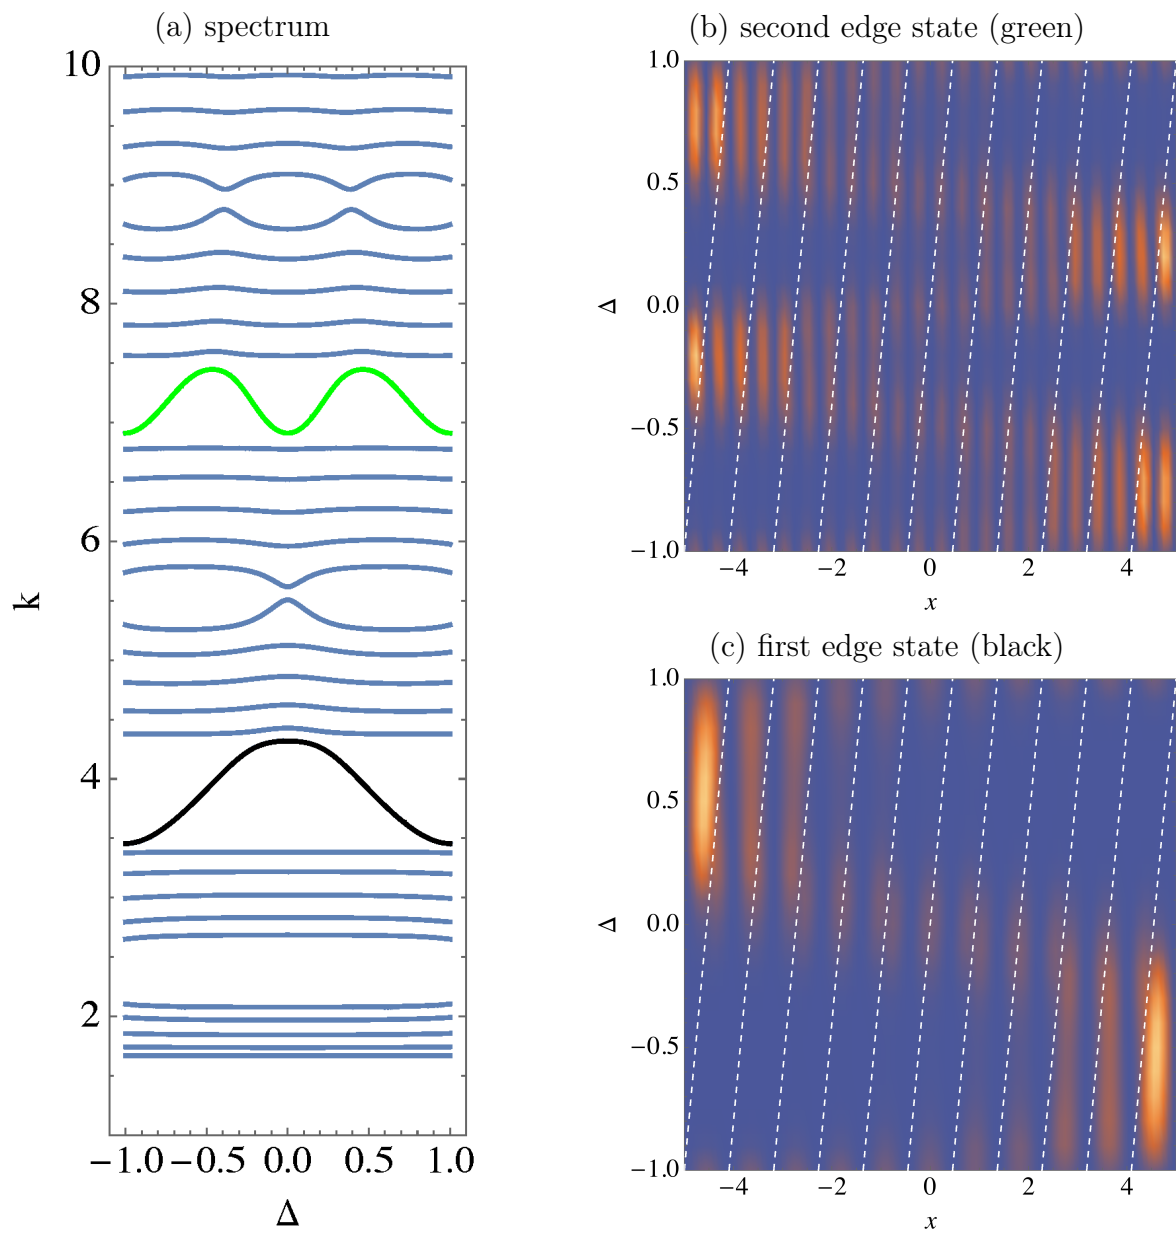 (a) spectrum
10
8
6
4
2
k
−1.0 −0.5 0.0 0.5 1.0
Δ
(b) second edge state (green)
1.0
0.5
0.0
−0.5
−1.0
Δ
−4 −2 0 2 4
x
(c) first edge state (black)
1.0
0.5
0.0
−0.5
−1.0
Δ
−4 −2 0 2 4
x